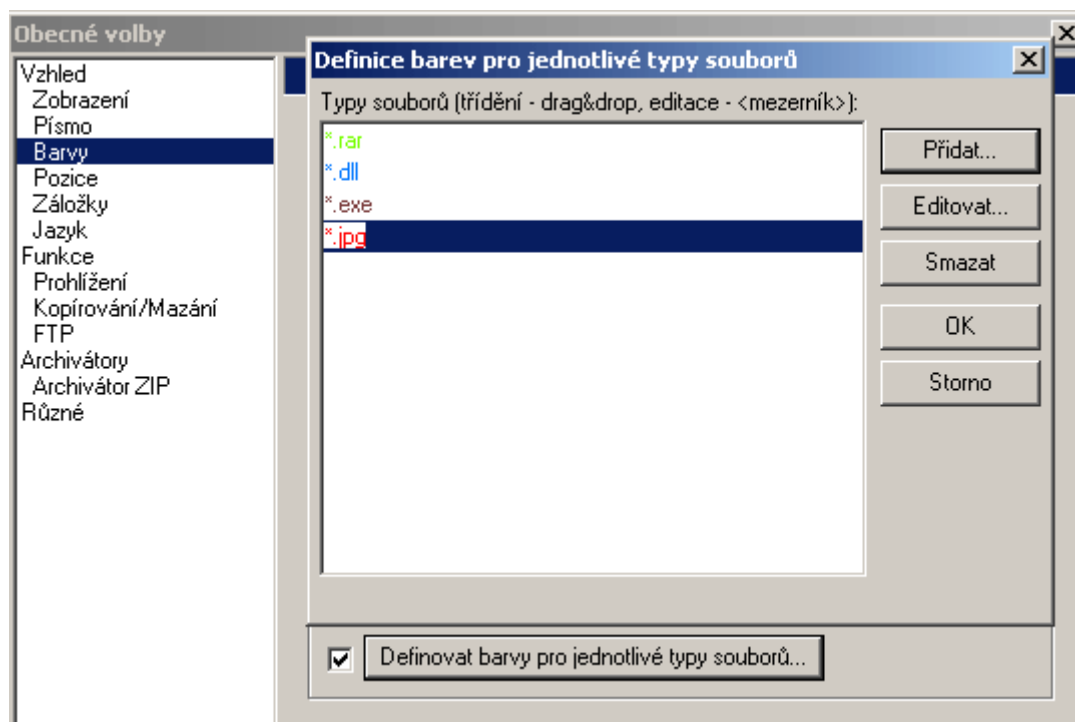 Obecné volby
Vzhled
Zobrazení
Písmo
Barvy
Pozice
Záložky
Jazyk
Funkce
Prohlížení
Kopírování/Mazání
FTP
Archivátory
Archivátor ZIP
Různé
Definice barev pro jednotlivé typy souborů
Typy souborů (třídění - drag&drop, editace - <mezerník>):
*.rar
*.dll
*.exe
*.jpg
Přidat...
Editovat...
Smazat
OK
Storno
Definovat barvy pro jednotlivé typy souborů...